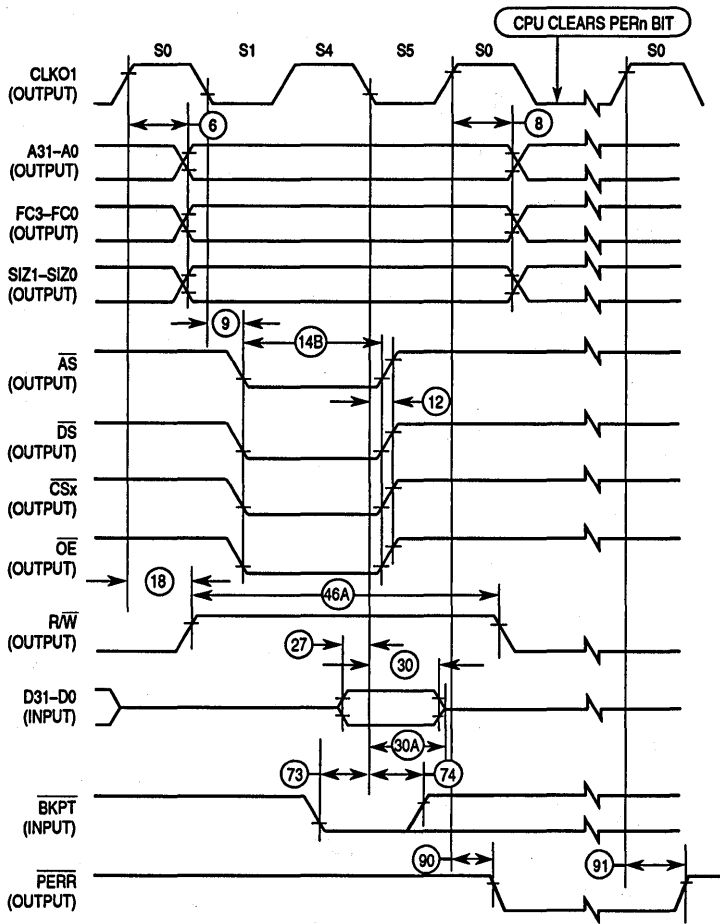 CPU CLEARS PERn BIT
S0 S1 S4 S5 S0 S0
CLKO1
(OUTPUT)
6 8
A31–A0
(OUTPUT)
FC3–FC0
(OUTPUT)
SIZ1–SIZ0
(OUTPUT)
9 14B
AS
(OUTPUT)
12
DS
(OUTPUT)
CSx
(OUTPUT)
OE
(OUTPUT)
18
46A
R/W
(OUTPUT)
27
30
D31–D0
(INPUT)
30A
73 74
BKPT
(INPUT)
90 91
PERR
(OUTPUT)